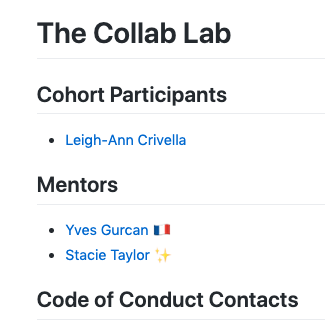 The Collab Lab
Cohort Participants
Leigh-Ann Crivella
Mentors
Yves Gurcan 🇫🇷
Stacie Taylor ✨
Code of Conduct Contacts